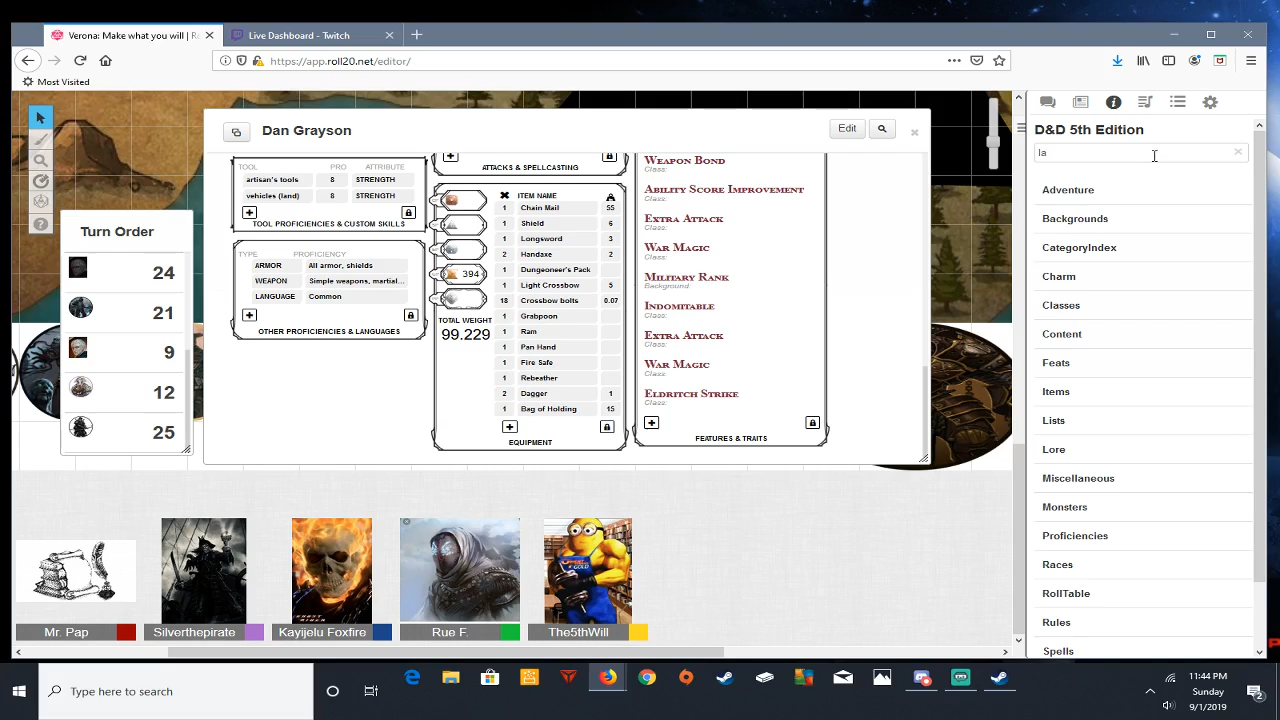 Verona: Make what you will | Ro
Live Dashboard - Twitch
https://app.roll20.net/editor/
Most Visited
Dan Grayson
Edit
TOOL PRO ATTRIBUTE
artisan's tools 8 STRENGTH
vehicles (land) 8 STRENGTH
TOOL PROFICIENCIES & CUSTOM SKILLS
TYPE PROFICIENCY
ARMOR All armor, shields
WEAPON Simple weapons, martial...
LANGUAGE Common
OTHER PROFICIENCIES & LANGUAGES
ATTACKS & SPELLCASTING
394
TOTAL WEIGHT
99.229
ITEM NAME
1 Chain Mail 55
1 Shield 6
1 Longsword 3
2 Handaxe 2
1 Dungeoneer's Pack
1 Light Crossbow 5
18 Crossbow bolts 0.07
1 Grabpoon
1 Ram
1 Pan Hand
1 Fire Safe
1 Rebeather
2 Dagger 1
1 Bag of Holding 15
EQUIPMENT
WEAPON BOND
Class:
ABILITY SCORE IMPROVEMENT
Class:
EXTRA ATTACK
Class:
WAR MAGIC
Class:
MILITARY RANK
Background:
INDOMITABLE
Class:
EXTRA ATTACK
Class:
WAR MAGIC
Class:
ELDRITCH STRIKE
Class:
FEATURES & TRAITS
Turn Order
24
21
9
12
25
D&D 5th Edition
la
Adventure
Backgrounds
CategoryIndex
Charm
Classes
Content
Feats
Items
Lists
Lore
Miscellaneous
Monsters
Proficiencies
Races
RollTable
Rules
Spells
Mr. Pap
Silverthepirate
Kayijelu Foxfire
Rue F.
The5thWill
Type here to search
11:44 PM
Sunday
9/1/2019
2